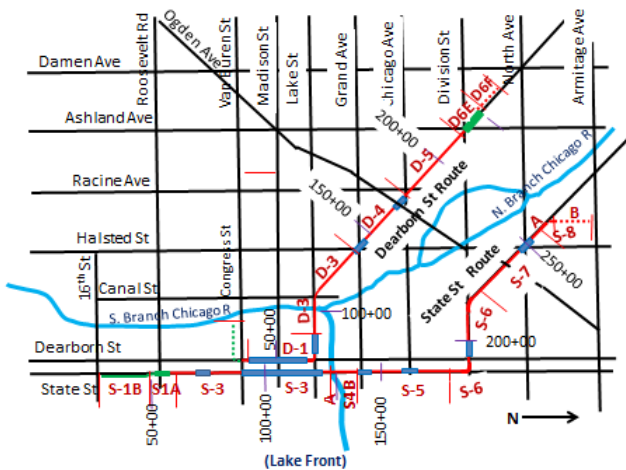 Roosevelt Rd
Ogden Ave
Van Buren St
Madison St
Lake St
Grand Ave
Chicago Ave
Division St
North Ave
Armitage Ave
Damen Ave
Ashland Ave
Racine Ave
Halsted St
Canal St
Dearborn St
State St
16th St
Congress St
S. Branch Chicago R
N. Branch Chicago R
Dearborn St Route
State St Route
D6E
D6F
D-5
D-4
D-3
D-3
D-1
200+00
150+00
100+00
50+00
A
B
S-8
S-7
250+00
S-6
200+00
S-1B
S1A
S-3
S-3
A
S4B
S-5
S-6
50+00
100+00
150+00
N
(Lake Front)